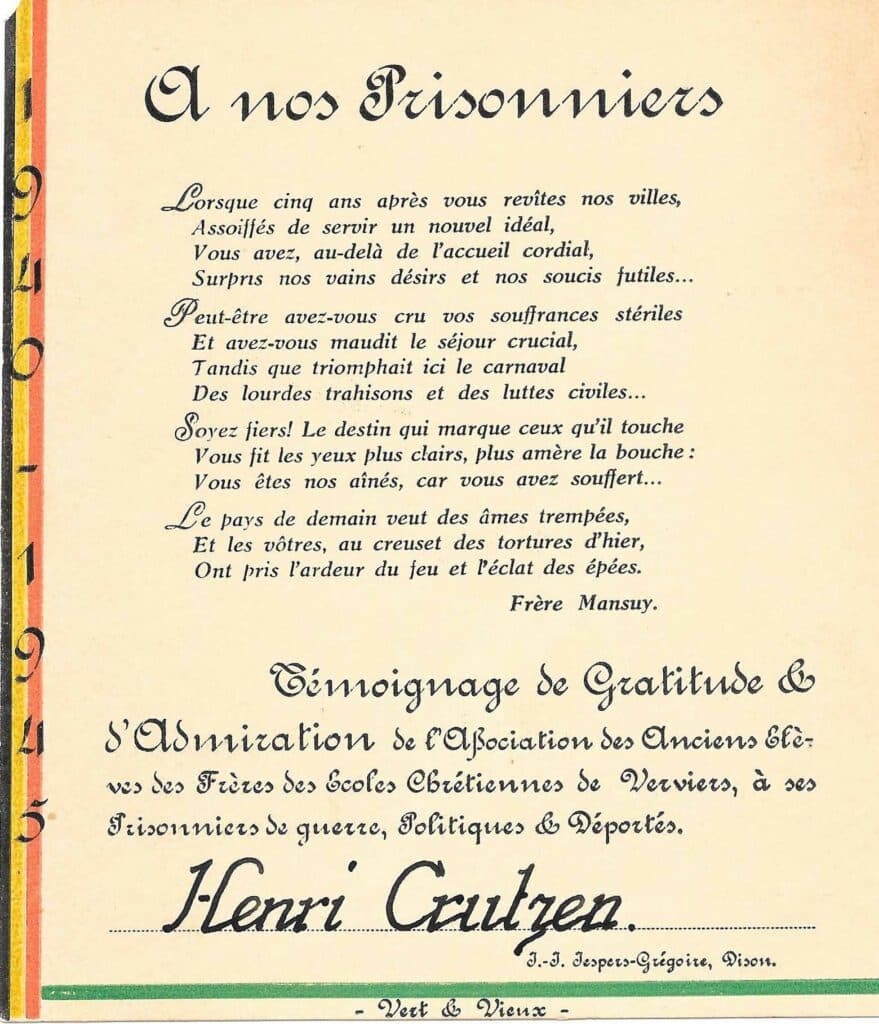 A nos Prisonniers
Lorsque cinq ans après vous revîtes nos villes,
Assoiffés de servir un nouvel idéal,
Vous avez, au-delà de l'accueil cordial,
Surpris nos vains désirs et nos soucis futiles...
Peut-être avez-vous cru vos souffrances stériles
Et avez-vous maudit le séjour crucial,
Tandis que triomphait ici le carnaval
Des lourdes trahisons et des luttes civiles...
Soyez fiers! Le destin qui marque ceux qu'il touche
Vous fit les yeux plus clairs, plus amère la bouche :
Vous êtes nos aînés, car vous avez souffert...
Le pays de demain veut des âmes trempées,
Et les vôtres, au creuset des tortures d'hier,
Ont pris l'ardeur du feu et l'éclat des épées.
Frère Mansuy.
Témoignage de Gratitude &
d'Admiration de l'Aßociation des Anciens Elè-
ves des Frères des Ecoles Chrétiennes de Verviers, à ses
Prisonniers de guerre, Politiques & Déportés.
Henri Crutzen.
J.-J. Jespers-Grégoire, Dison.
- Vert & Vieux -
1940-1945